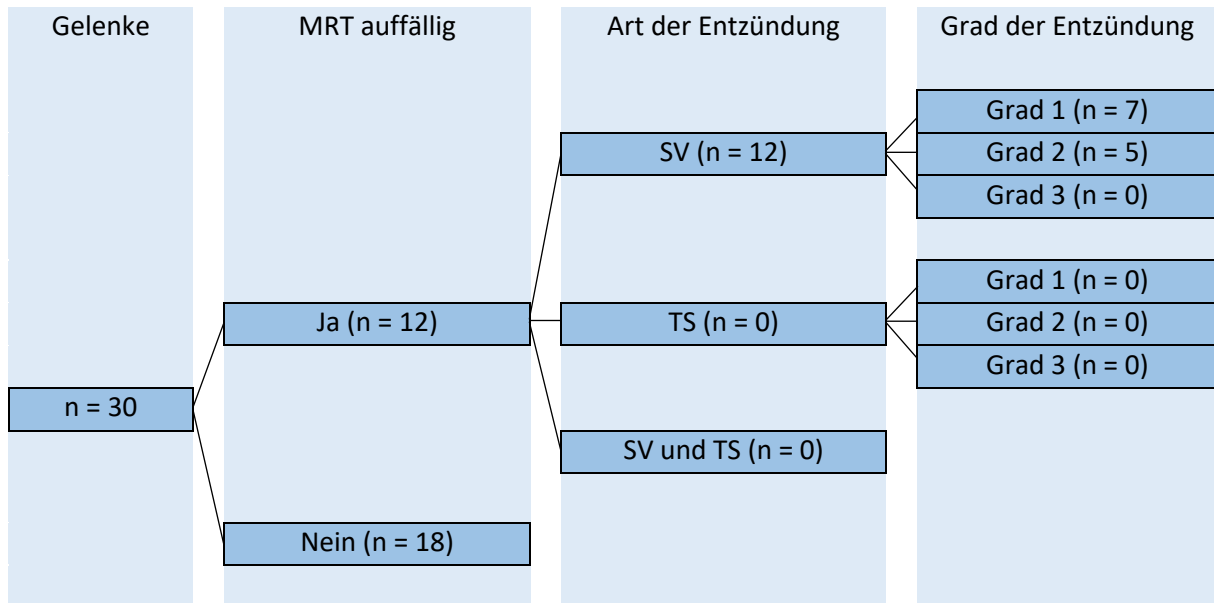 Gelenke
MRT auffällig
Art der Entzündung
Grad der Entzündung
n = 30
Ja (n = 12)
Nein (n = 18)
SV (n = 12)
TS (n = 0)
SV und TS (n = 0)
Grad 1 (n = 7)
Grad 2 (n = 5)
Grad 3 (n = 0)
Grad 1 (n = 0)
Grad 2 (n = 0)
Grad 3 (n = 0)